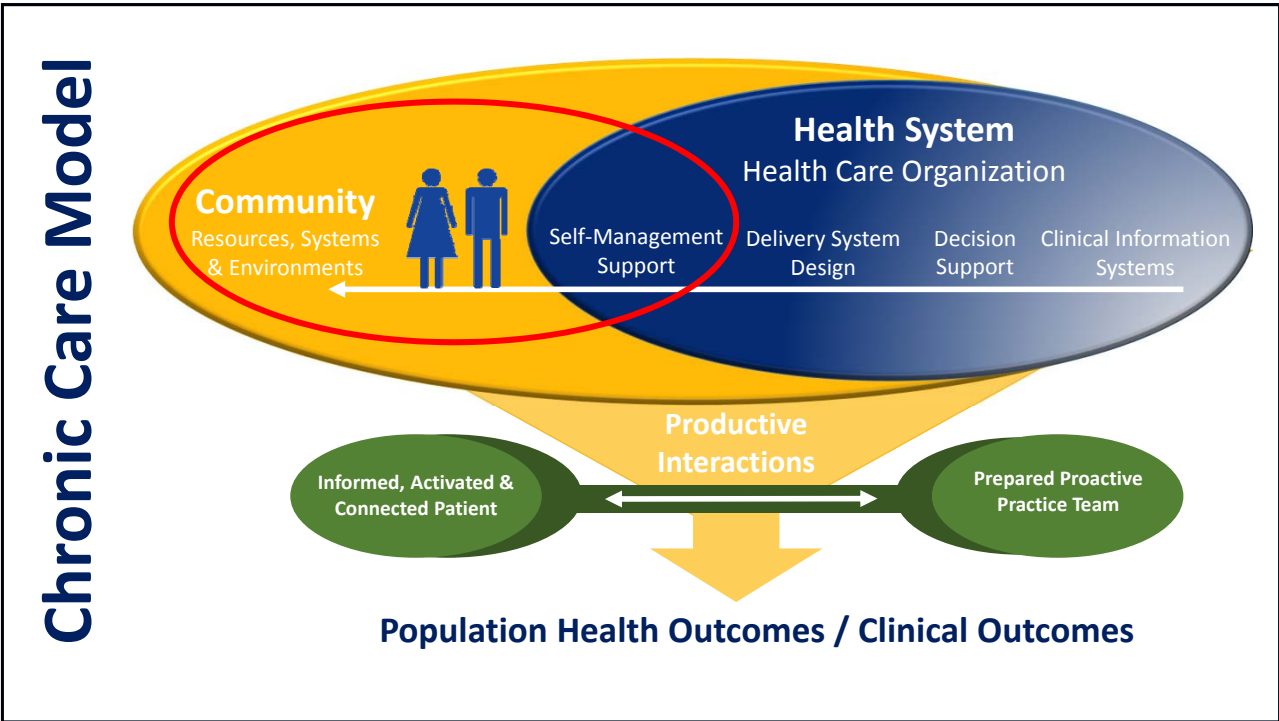 Chronic Care Model
Health System
Health Care Organization
Community
Resources, Systems
& Environments
Self-Management
Support
Delivery System
Design
Decision
Support
Clinical Information
Systems
Productive
Interactions
Informed, Activated &
Connected Patient
Prepared Proactive
Practice Team
Population Health Outcomes / Clinical Outcomes